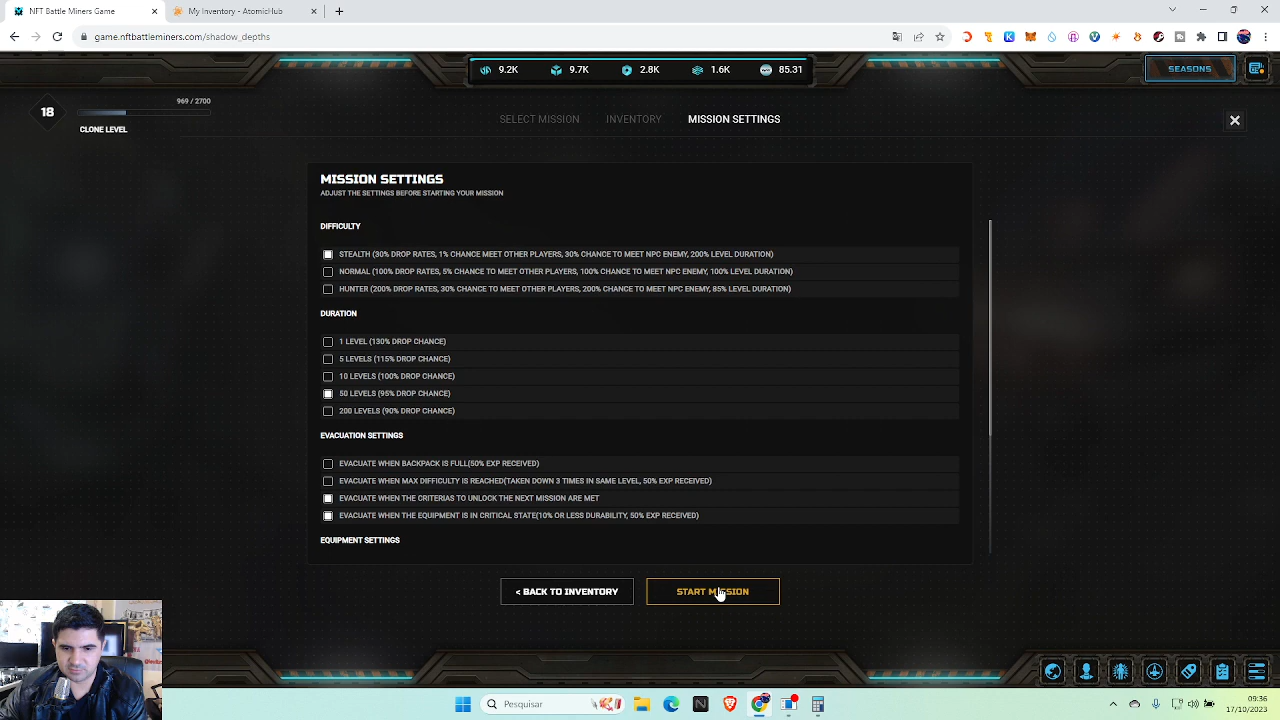 NFT Battle Miners Game
My Inventory - AtomicHub
game.nftbattleminers.com/shadow_depths
9.2K 9.7K 2.8K 1.6K 85.31
SEASONS
18
969 / 2700
CLONE LEVEL
SELECT MISSION INVENTORY MISSION SETTINGS
MISSION SETTINGS
ADJUST THE SETTINGS BEFORE STARTING YOUR MISSION
DIFFICULTY
STEALTH (30% DROP RATES, 1% CHANCE MEET OTHER PLAYERS, 30% CHANCE TO MEET NPC ENEMY, 200% LEVEL DURATION)
NORMAL (100% DROP RATES, 5% CHANCE TO MEET OTHER PLAYERS, 100% CHANCE TO MEET NPC ENEMY, 100% LEVEL DURATION)
HUNTER (200% DROP RATES, 30% CHANCE TO MEET OTHER PLAYERS, 200% CHANCE TO MEET NPC ENEMY, 85% LEVEL DURATION)
DURATION
1 LEVEL (130% DROP CHANCE)
5 LEVELS (115% DROP CHANCE)
10 LEVELS (100% DROP CHANCE)
50 LEVELS (95% DROP CHANCE)
200 LEVELS (90% DROP CHANCE)
EVACUATION SETTINGS
EVACUATE WHEN BACKPACK IS FULL(50% EXP RECEIVED)
EVACUATE WHEN MAX DIFFICULTY IS REACHED(TAKEN DOWN 3 TIMES IN SAME LEVEL, 50% EXP RECEIVED)
EVACUATE WHEN THE CRITERIAS TO UNLOCK THE NEXT MISSION ARE MET
EVACUATE WHEN THE EQUIPMENT IS IN CRITICAL STATE(10% OR LESS DURABILITY, 50% EXP RECEIVED)
EQUIPMENT SETTINGS
< BACK TO INVENTORY
START MISSION
Pesquisar
09:36
17/10/2023